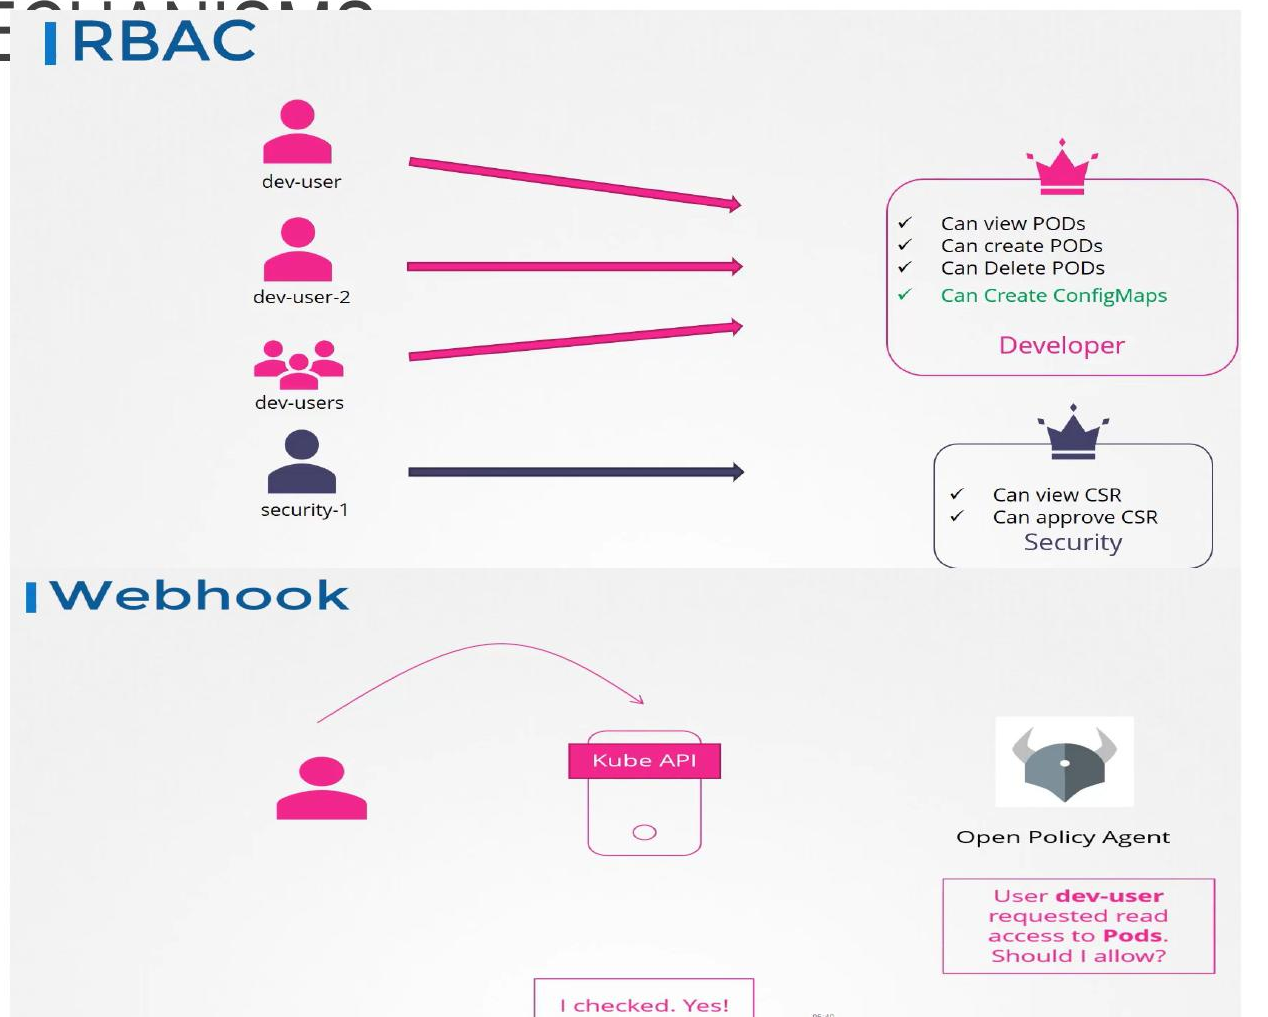 MECHANISMS
RBAC
dev-user
dev-user-2
dev-users
security-1
Can view PODs
Can create PODs
Can Delete PODs
Can Create ConfigMaps
Developer
Can view CSR
Can approve CSR
Security
Webhook
Kube API
Open Policy Agent
User dev-user
requested read
access to Pods.
Should I allow?
I checked. Yes!